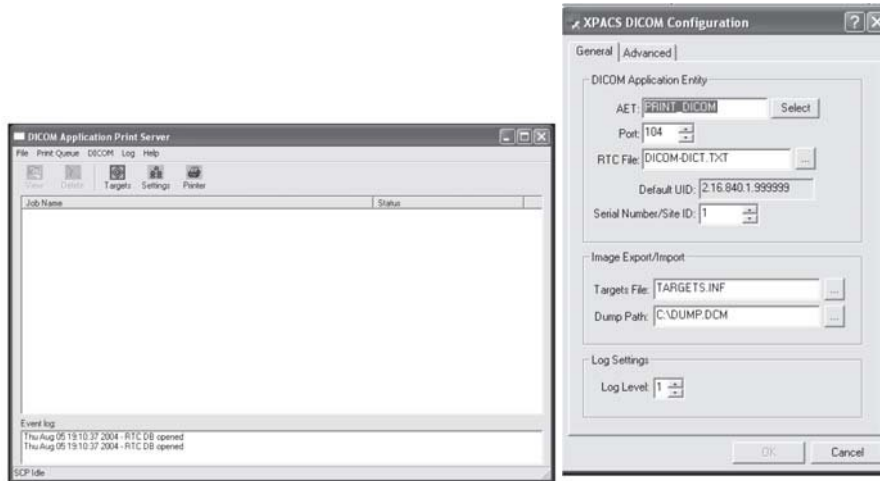 DICOM Application Print Server
File Print Queue DICOM Log Help
View Delete Targets Settings Printer
Job Name Status
Event log:
Thu Aug 05 19:10:37 2004 - RTC DB opened
Thu Aug 05 19:10:37 2004 - RTC DB opened
SCP Idle
XPACS DICOM Configuration
General Advanced
DICOM Application Entity
AET: PRINT_DICOM Select
Port: 104
RTC File: DICOM-DICT.TXT ...
Default UID: 2.16.840.1.999999
Serial Number/Site ID: 1
Image Export/Import
Targets File: TARGETS.INF ...
Dump Path: C:\DUMP.DCM ...
Log Settings
Log Level: 1
OK Cancel